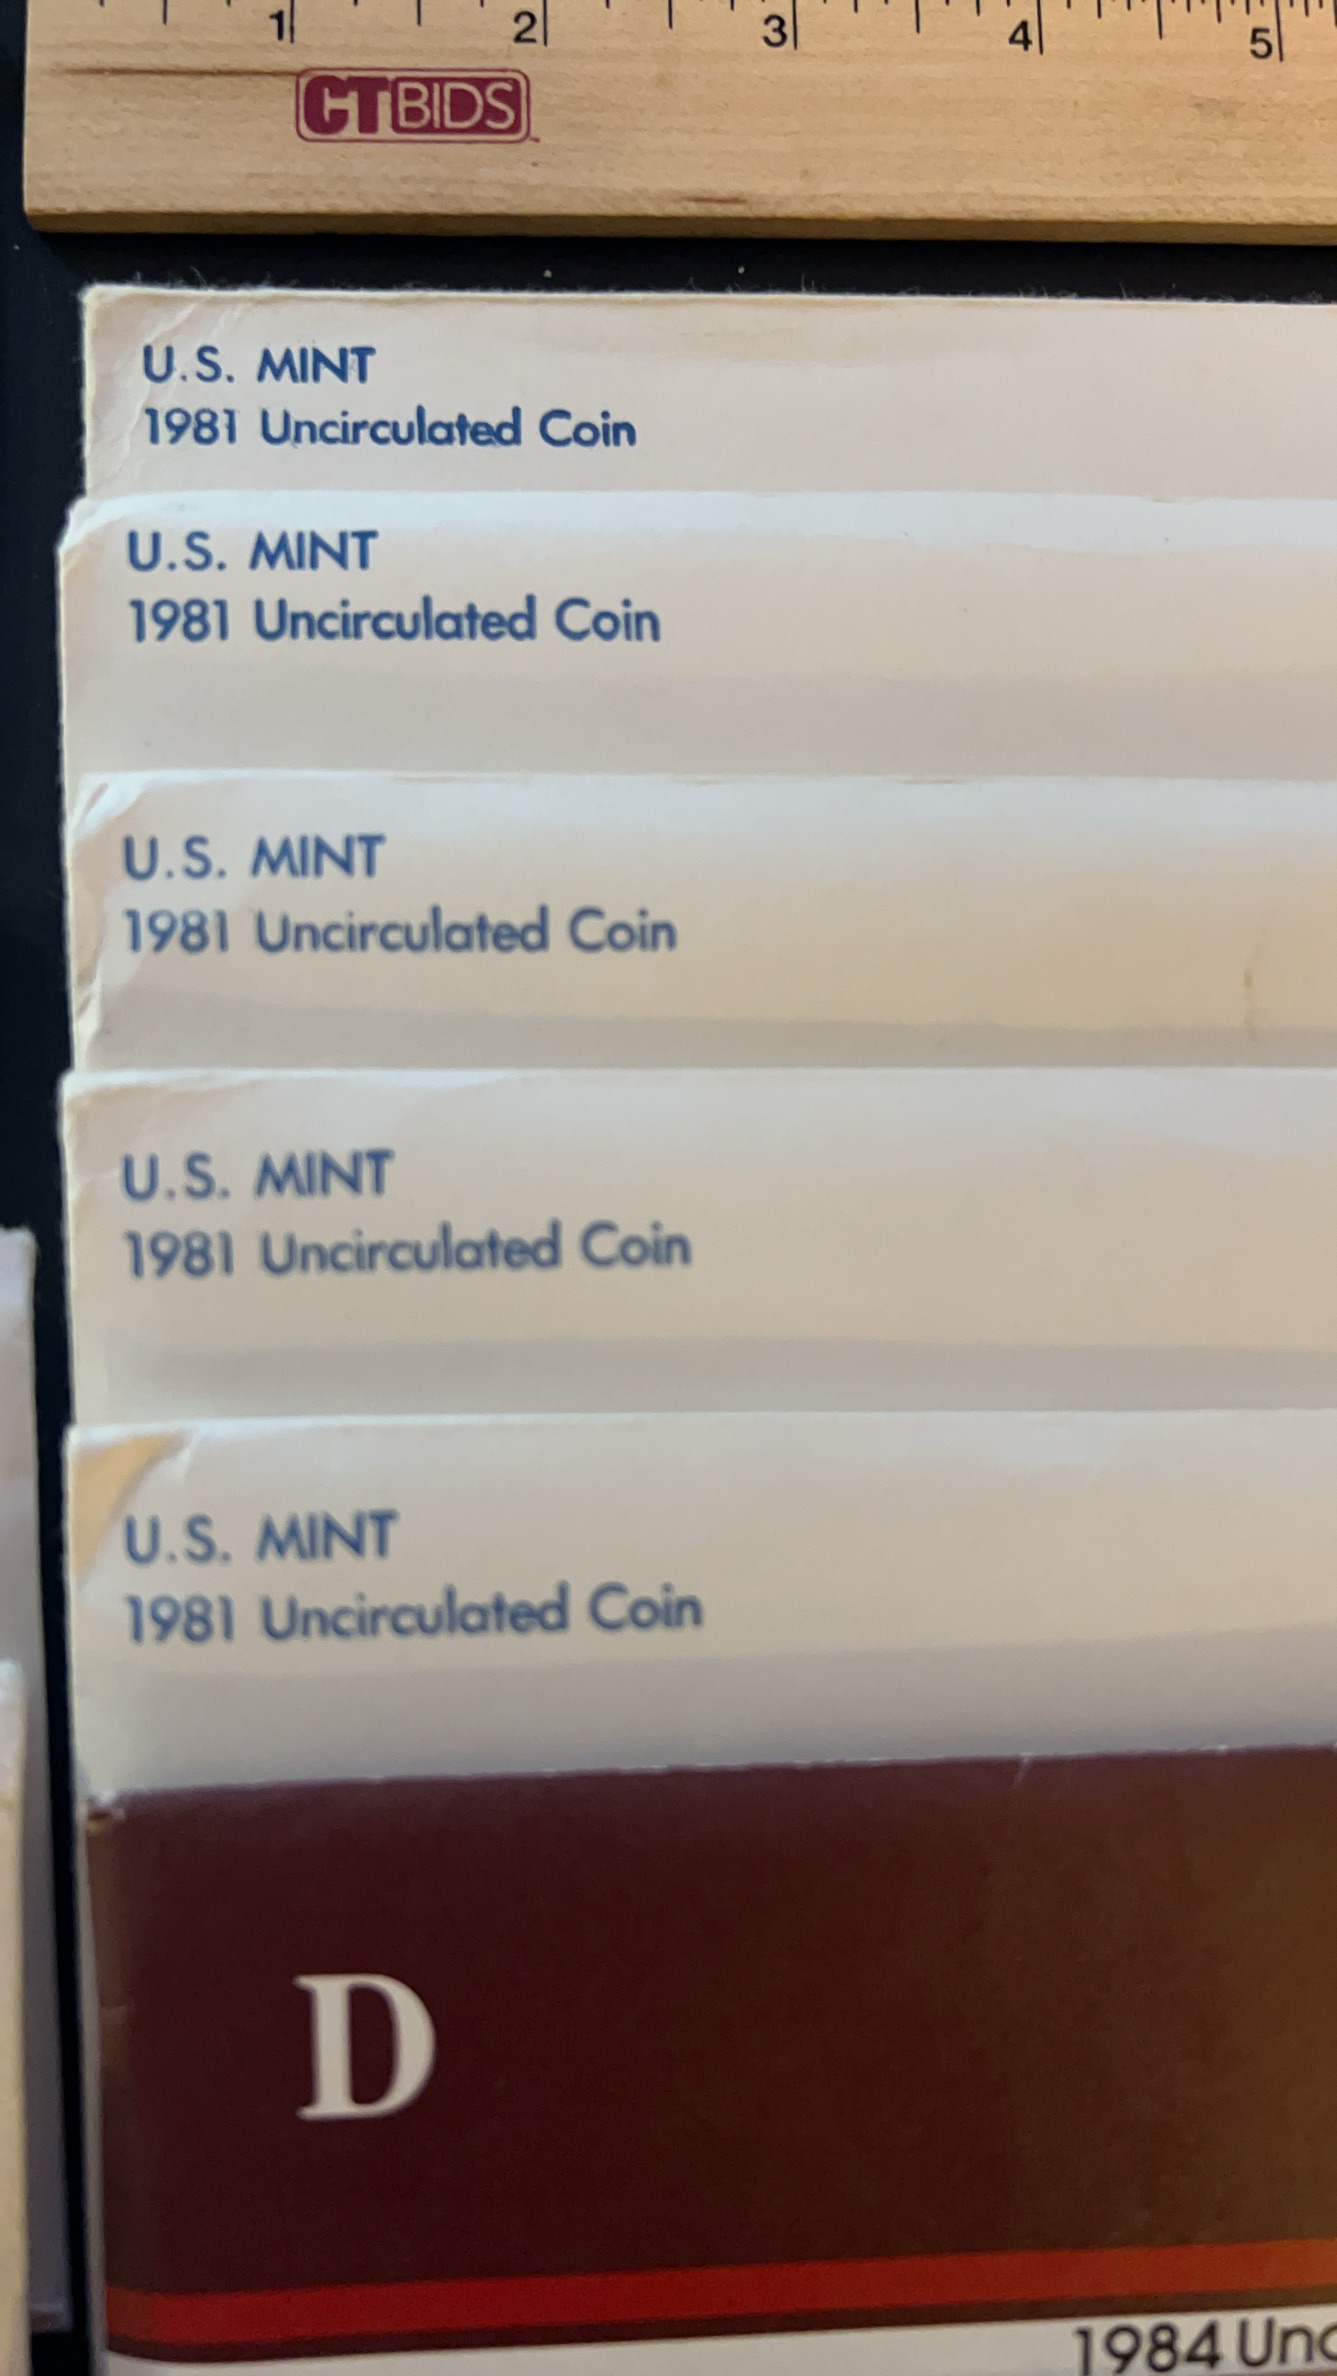 1 2 3 4 5
CTBIDS
U.S. MINT
1981 Uncirculated Coin
U.S. MINT
1981 Uncirculated Coin
U.S. MINT
1981 Uncirculated Coin
U.S. MINT
1981 Uncirculated Coin
U.S. MINT
1981 Uncirculated Coin
D
1984 Unc